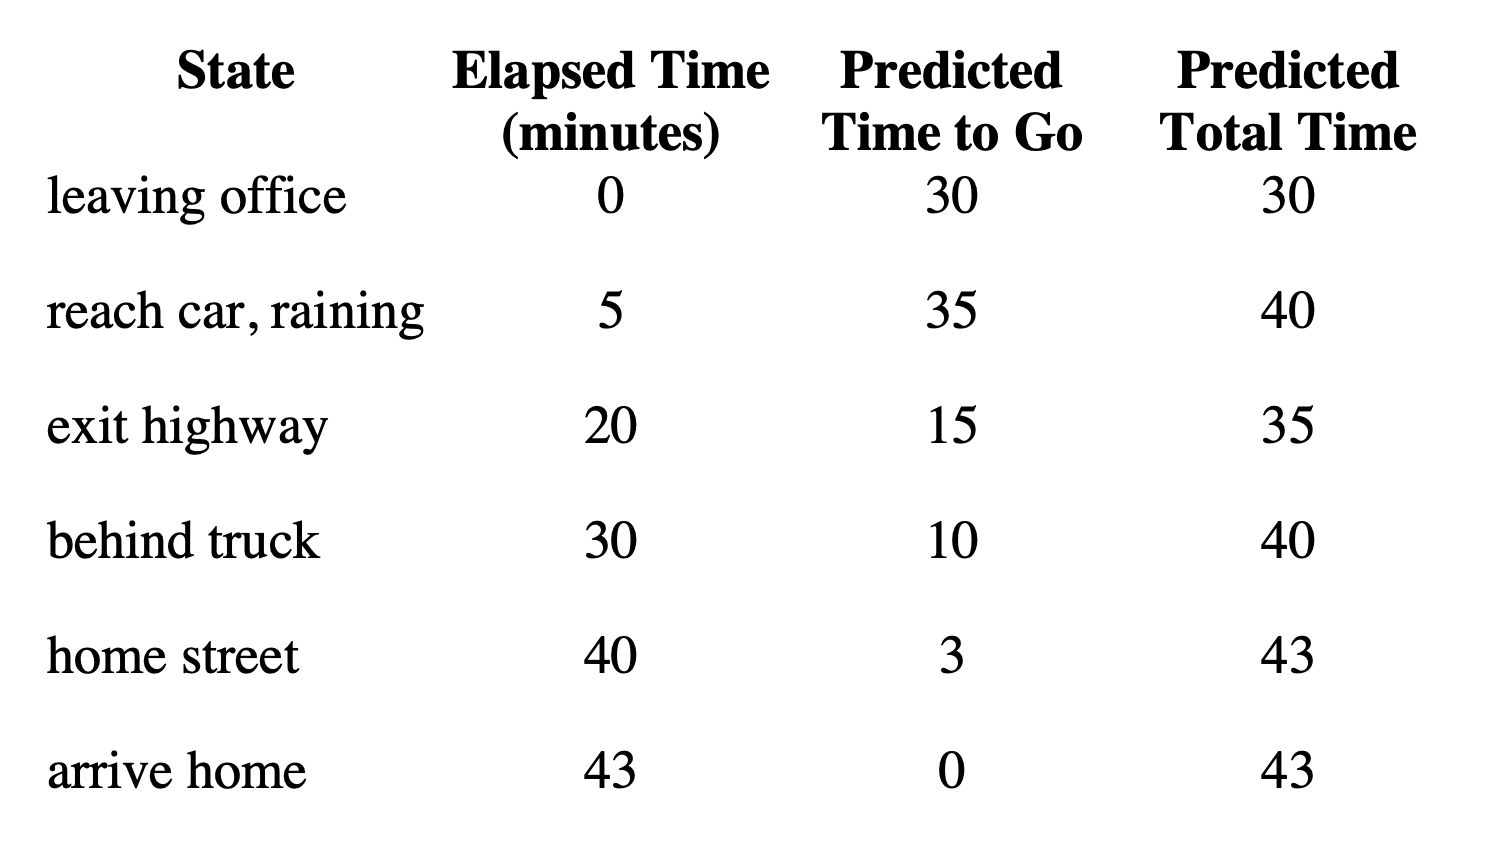 State Elapsed Time Predicted Predicted
(minutes) Time to Go Total Time
leaving office 0 30 30
reach car, raining 5 35 40
exit highway 20 15 35
behind truck 30 10 40
home street 40 3 43
arrive home 43 0 43